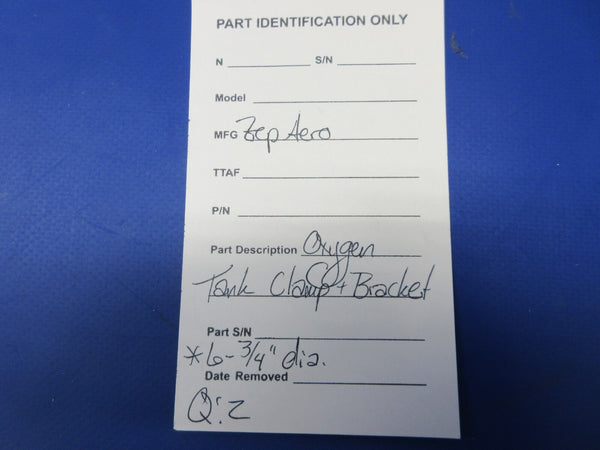 PART IDENTIFICATION ONLY
N S/N
Model
MFG Zep Aero
TTAF
P/N
Part Description Oxygen
Tank Clamp + Bracket
Part S/N
*6-3/4" dia.
Date Removed
Q: 2